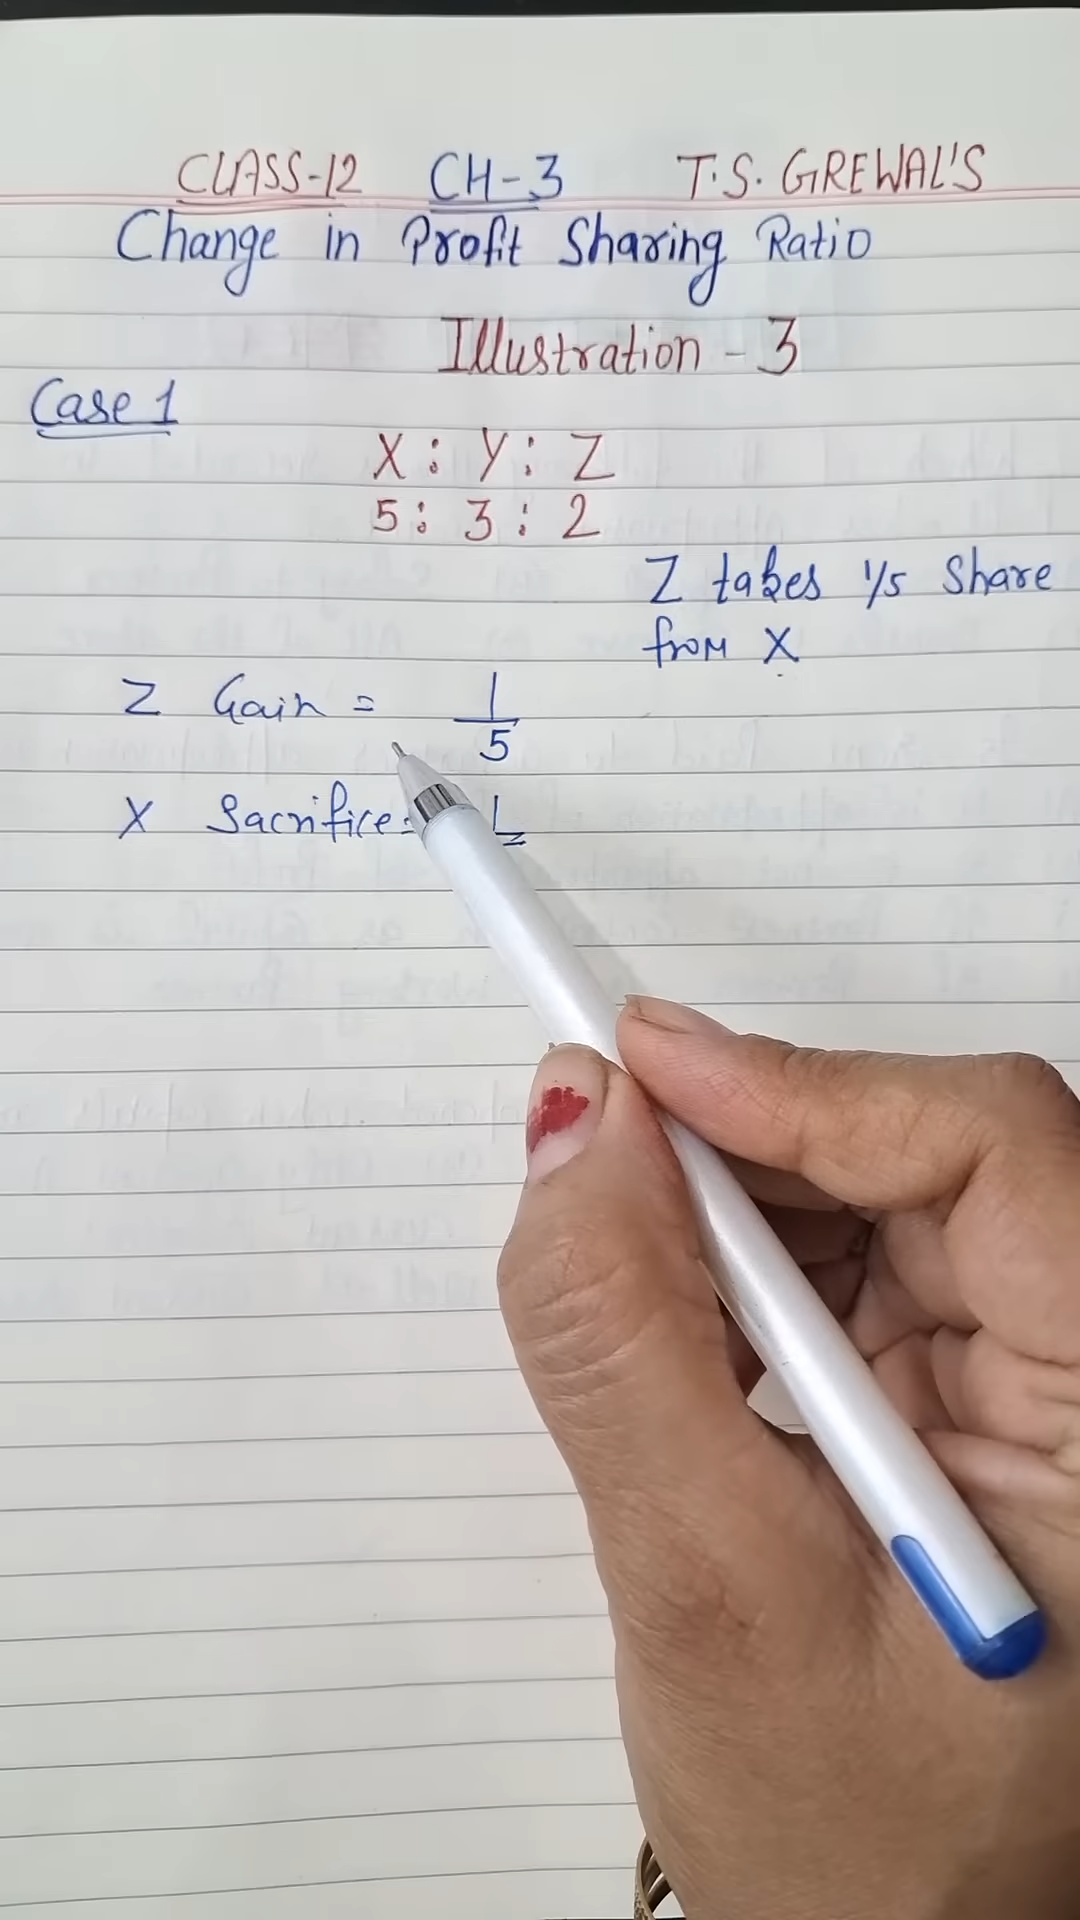 CLASS-12 CH-3 T.S. GREWAL'S
Change in Profit Sharing Ratio
Illustration - 3
Case 1
X : Y : Z
5 : 3 : 2
Z takes 1/5 Share
from X
Z Gain = 1/5
X Sacrifice = 1